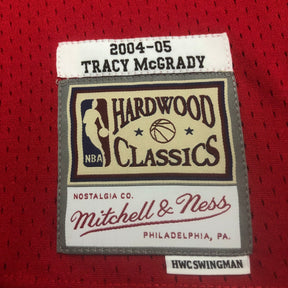 2004-05
TRACY McGRADY
HARDWOOD
NBA
CLASSICS
NOSTALGIA CO.
Mitchell & Ness
PHILADELPHIA, PA.
HWC SWINGMAN